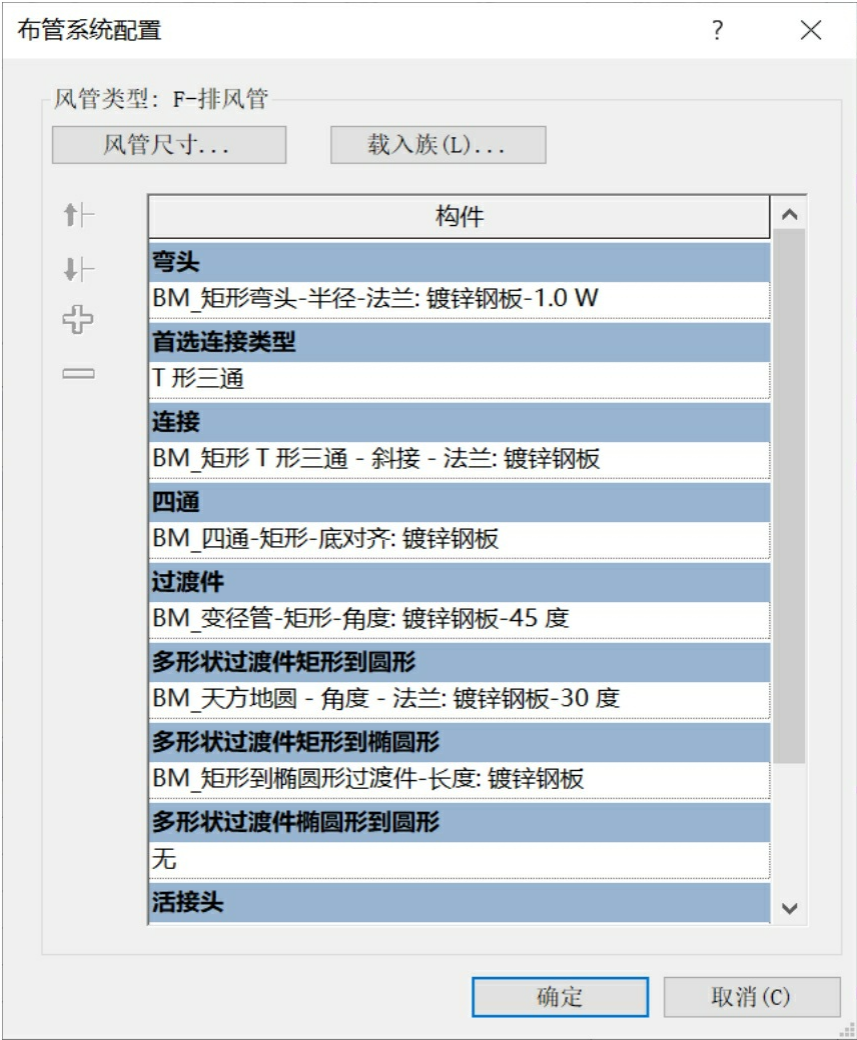 布管系统配置
?
风管类型: F-排风管
风管尺寸...
载入族(L)...
构件
弯头
BM_矩形弯头-半径-法兰: 镀锌钢板-1.0 W
首选连接类型
T 形三通
连接
BM_矩形 T 形三通 - 斜接 - 法兰: 镀锌钢板
四通
BM_四通-矩形-底对齐: 镀锌钢板
过渡件
BM_变径管-矩形-角度: 镀锌钢板-45 度
多形状过渡件矩形到圆形
BM_天方地圆 - 角度 - 法兰: 镀锌钢板-30 度
多形状过渡件矩形到椭圆形
BM_矩形到椭圆形过渡件-长度: 镀锌钢板
多形状过渡件椭圆形到圆形
无
活接头
确定
取消(C)